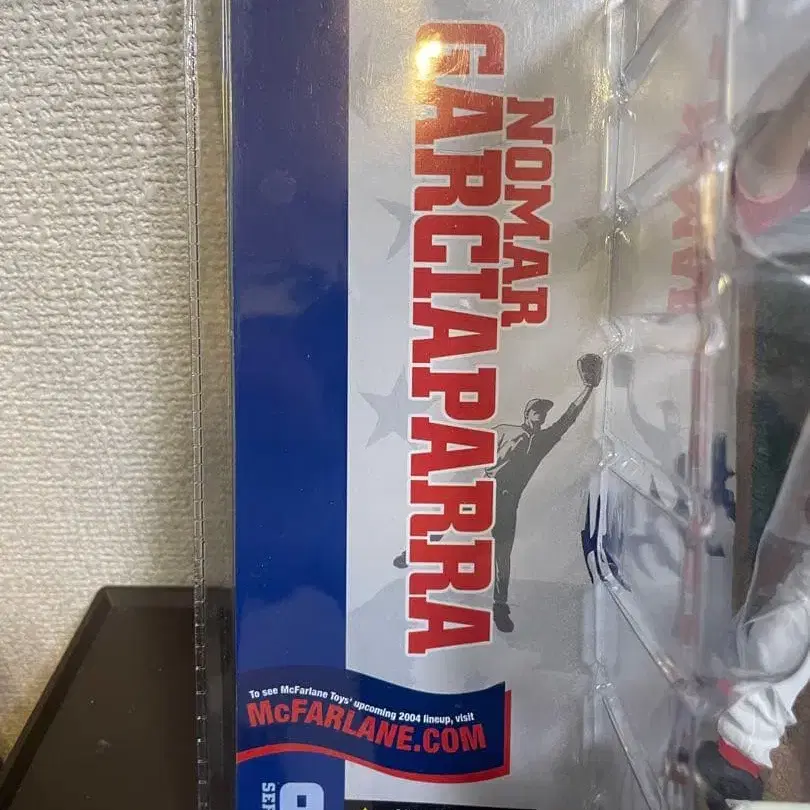 NOMAR
GARCIAPARRA
To see McFarlane Toys' upcoming 2004 lineup, visit
McFARLANE.COM